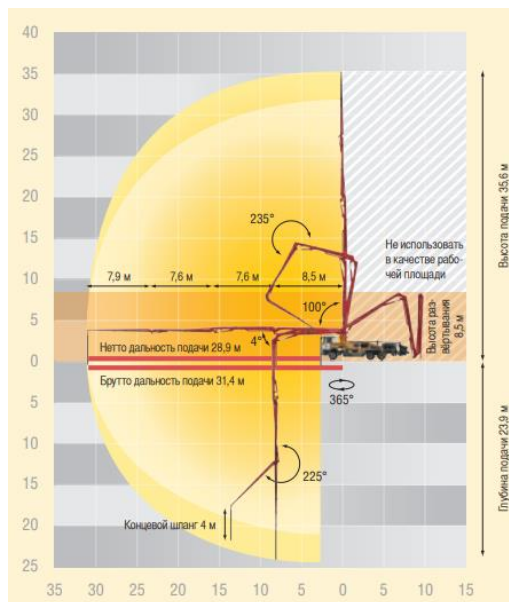 40
35
30
25
20
15
10
5
0
5
10
15
20
25
235°
Не использовать
в качестве рабо-
чей площади
7,9 м
7,6 м
7,6 м
8,5 м
100°
4°
Нетто дальность подачи 28,9 м
Брутто дальность подачи 31,4 м
365°
225°
Концевой шланг 4 м
Высота раз-
вёртывания
8,5 м
Высота подачи 35,6 м
Глубина подачи 23,9 м
35 30 25 20 15 10 5 0 5 10 15